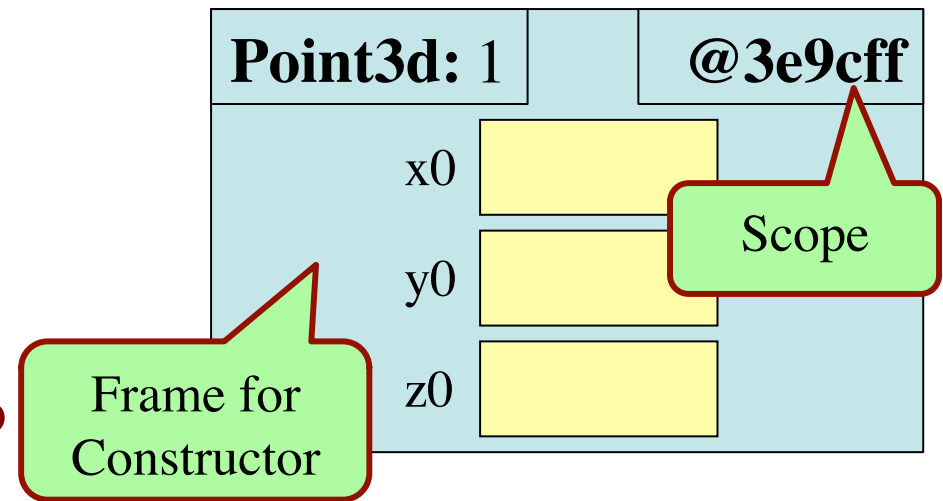 Point3d: 1
@3e9cff
x0
Scope
y0
z0
Frame for
Constructor